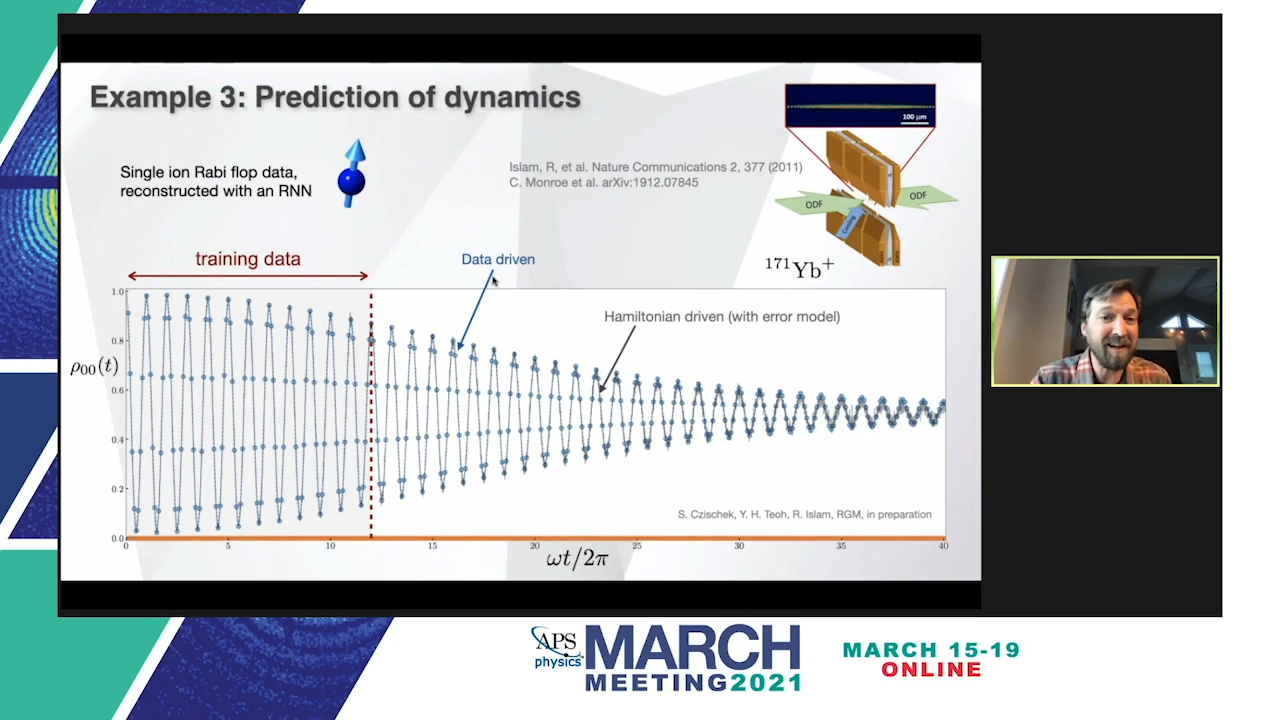 Example 3: Prediction of dynamics
Single ion Rabi flop data,
reconstructed with an RNN
Islam, R, et al. Nature Communications 2, 377 (2011)
C. Monroe et al. arXiv:1912.07845
100 μm
ODF
ODF
Cooling
¹⁷¹Yb⁺
training data
Data driven
Hamiltonian driven (with error model)
ρ₀₀(t)
1.0
0.8
0.6
0.4
0.2
0.0
S. Czischek, Y. H. Teoh, R. Islam, RGM, in preparation
0 5 10 15 20 25 30 35 40
ωt/2π
APS
physics
MARCH
MEETING2021
MARCH 15-19
ONLINE